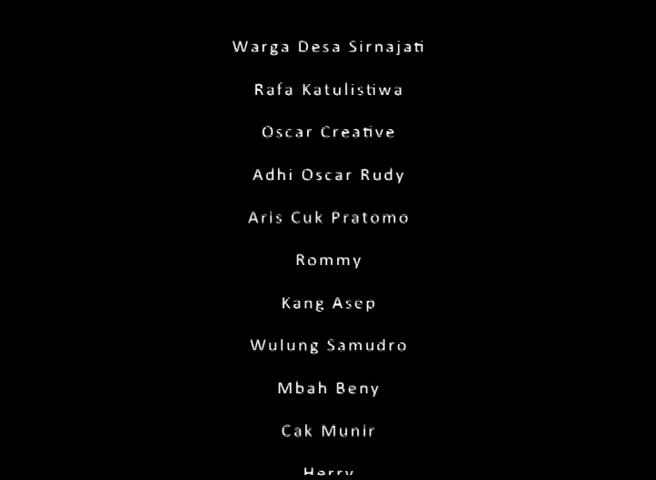 Warga Desa Sirnajati
Rafa Katulistiwa
Oscar Creative
Adhi Oscar Rudy
Aris Cuk Pratomo
Rommy
Kang Asep
Wulung Samudro
Mbah Beny
Cak Munir
Herry